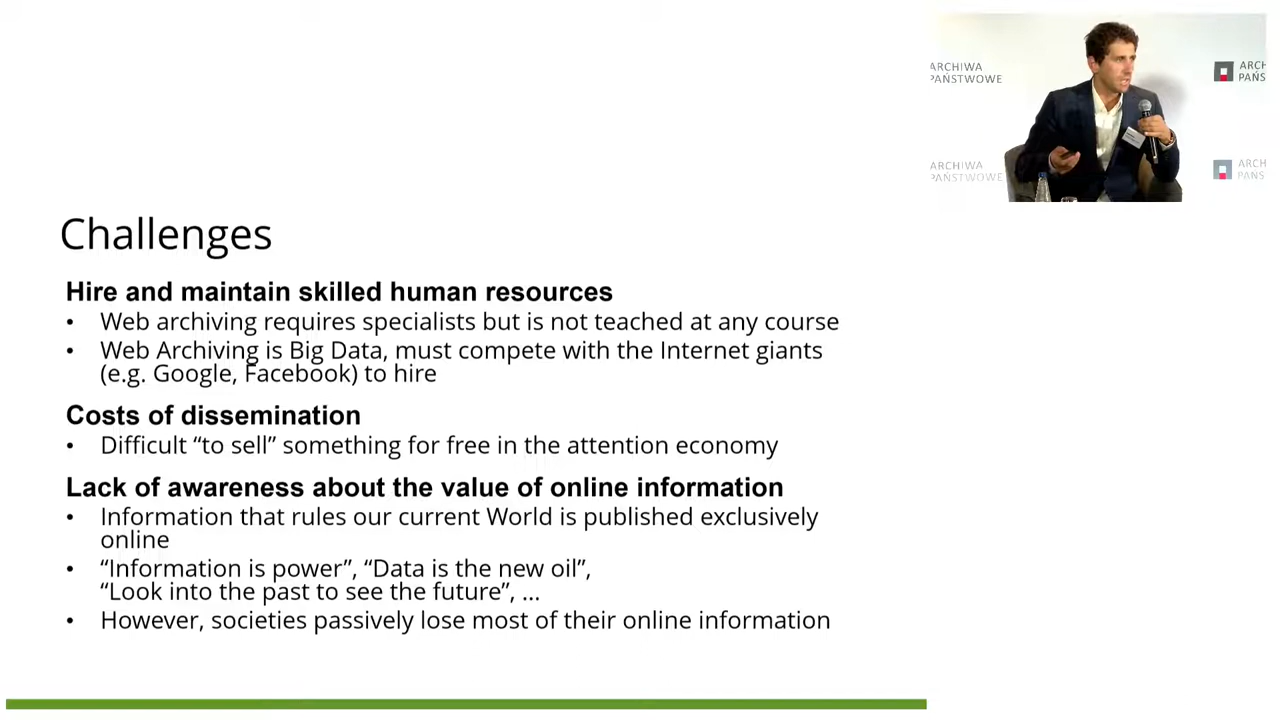 ARCHIWA
PAŃSTWOWE
ARCH
PAŃS
ARCHIWA
PAŃSTWOWE
ARCH
PAŃS
Challenges
Hire and maintain skilled human resources
• Web archiving requires specialists but is not teached at any course
• Web Archiving is Big Data, must compete with the Internet giants
(e.g. Google, Facebook) to hire
Costs of dissemination
• Difficult “to sell” something for free in the attention economy
Lack of awareness about the value of online information
• Information that rules our current World is published exclusively
online
• “Information is power”, “Data is the new oil”,
“Look into the past to see the future”, ...
• However, societies passively lose most of their online information